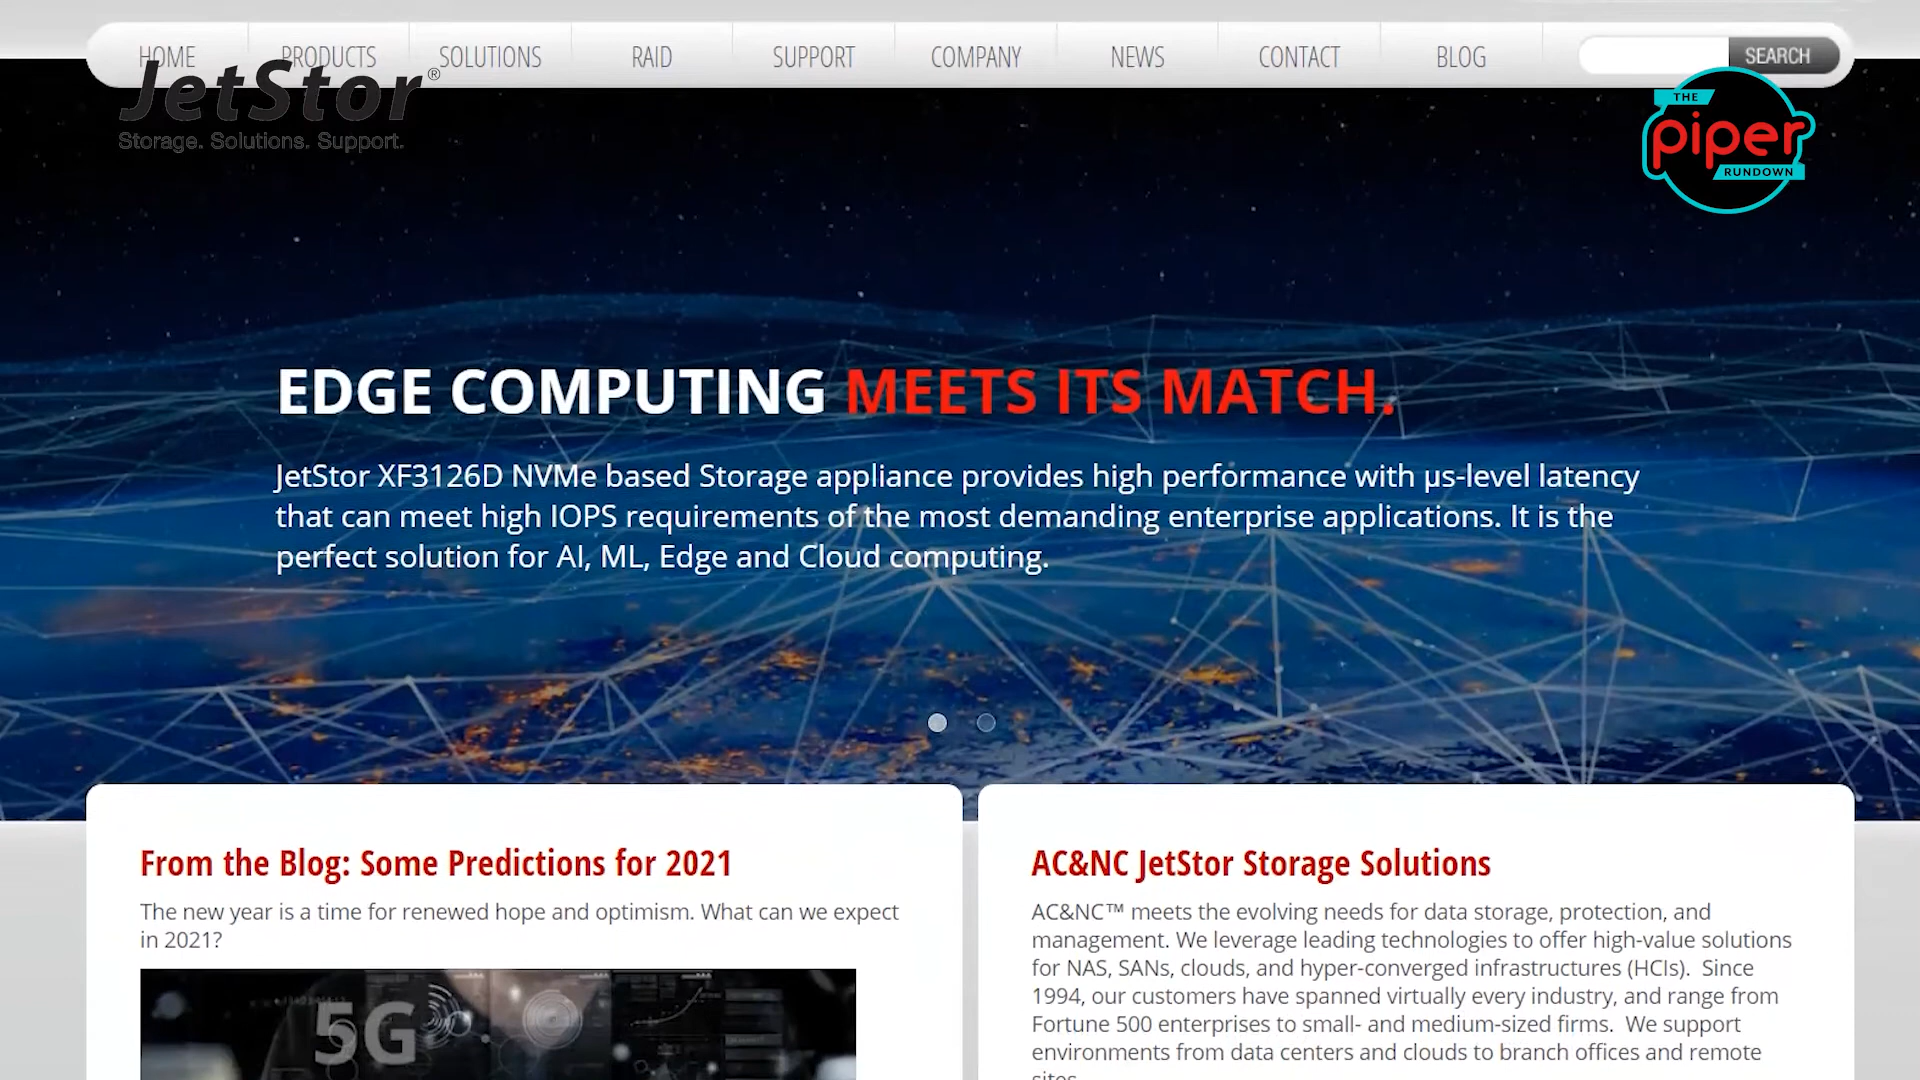 HOME PRODUCTS SOLUTIONS RAID SUPPORT COMPANY NEWS CONTACT BLOG SEARCH
JetStor®
Storage. Solutions. Support.
THE
piper
RUNDOWN
EDGE COMPUTING MEETS ITS MATCH.
JetStor XF3126D NVMe based Storage appliance provides high performance with µs-level latency
that can meet high IOPS requirements of the most demanding enterprise applications. It is the
perfect solution for AI, ML, Edge and Cloud computing.
From the Blog: Some Predictions for 2021
The new year is a time for renewed hope and optimism. What can we expect
in 2021?
5G
AC&NC JetStor Storage Solutions
AC&NC™ meets the evolving needs for data storage, protection, and
management. We leverage leading technologies to offer high-value solutions
for NAS, SANs, clouds, and hyper-converged infrastructures (HCIs). Since
1994, our customers have spanned virtually every industry, and range from
Fortune 500 enterprises to small- and medium-sized firms. We support
environments from data centers and clouds to branch offices and remote
sites